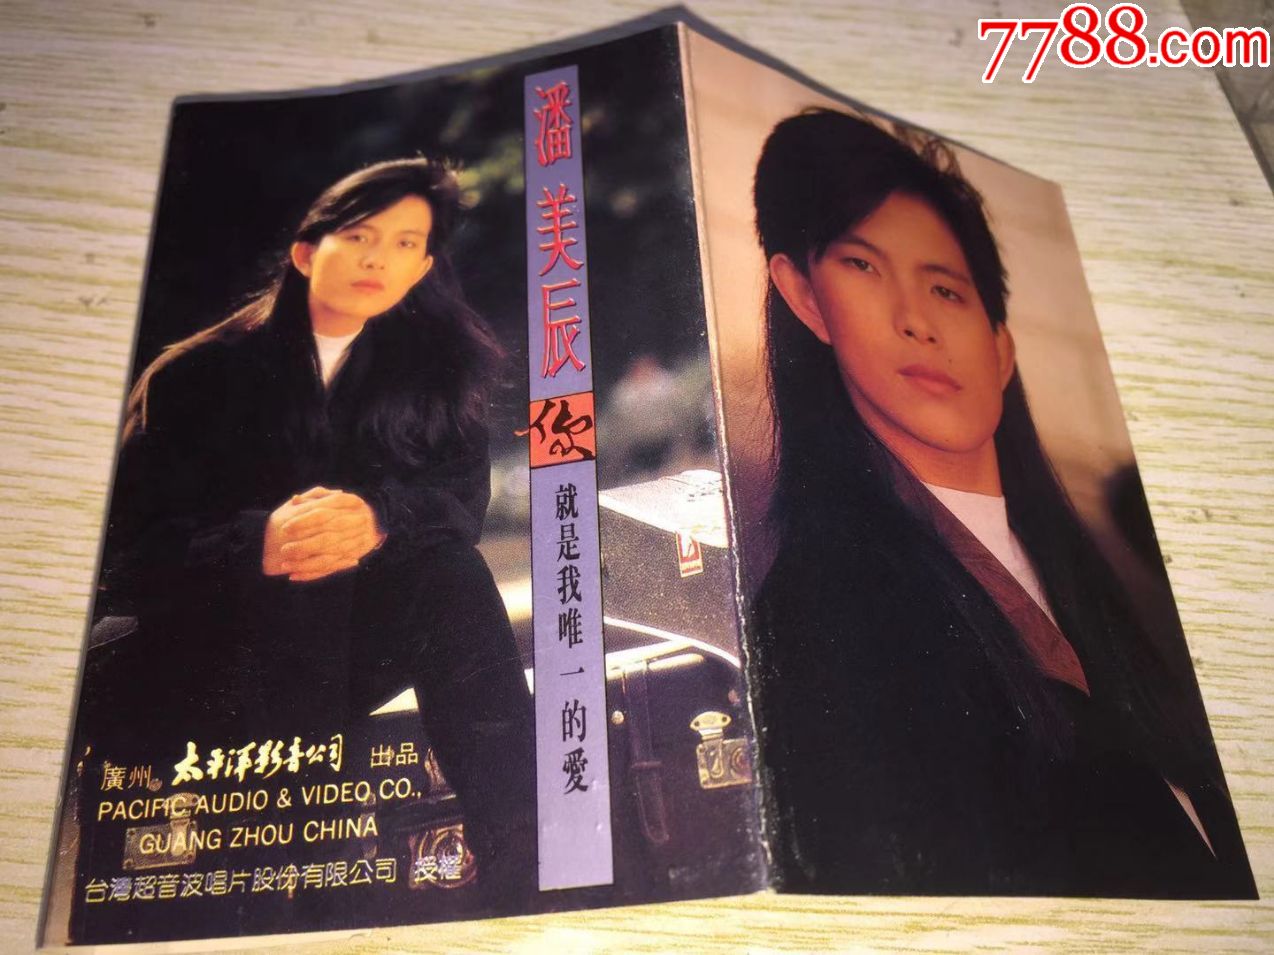 7788.com
潘美辰
你
就是我唯一的愛
廣州 太平洋影音公司 出品
PACIFIC AUDIO & VIDEO CO.,
GUANG ZHOU CHINA
台灣超音波唱片股份有限公司 授權